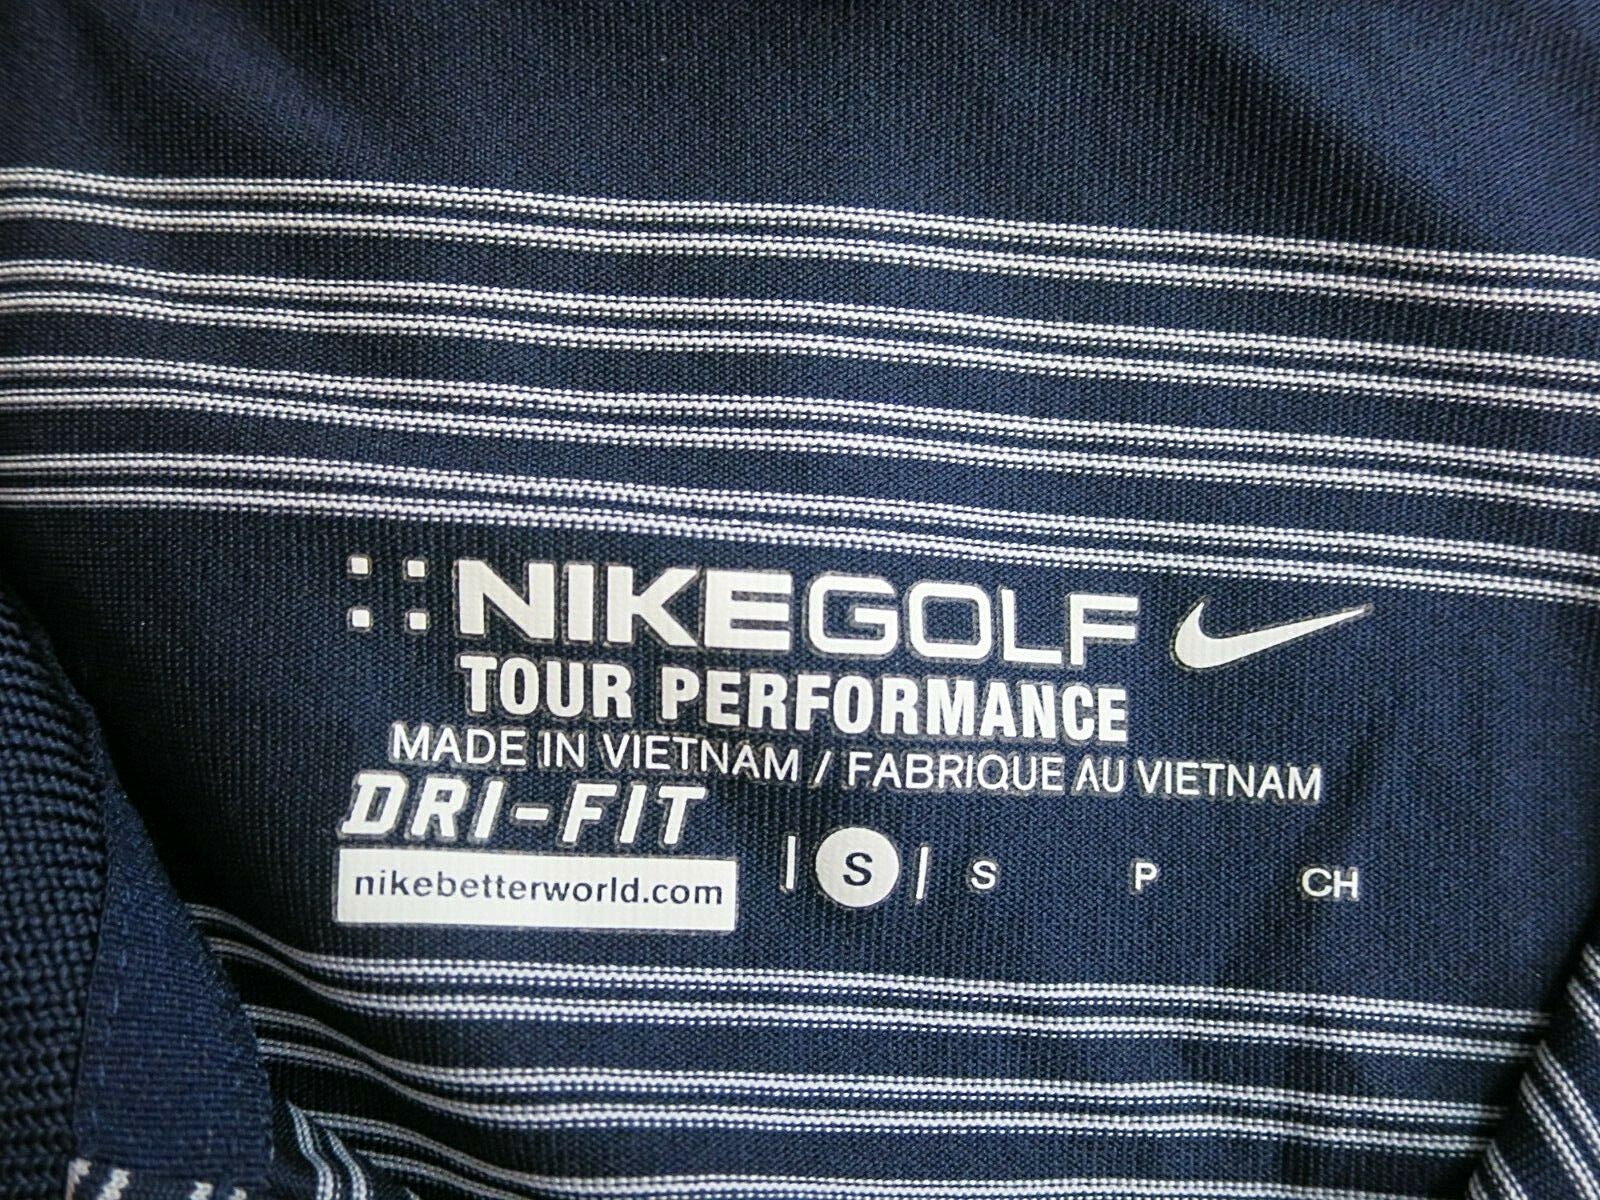 NIKEGOLF
TOUR PERFORMANCE
MADE IN VIETNAM / FABRIQUE AU VIETNAM
DRI-FIT
nikebetterworld.com
| S / S P CH